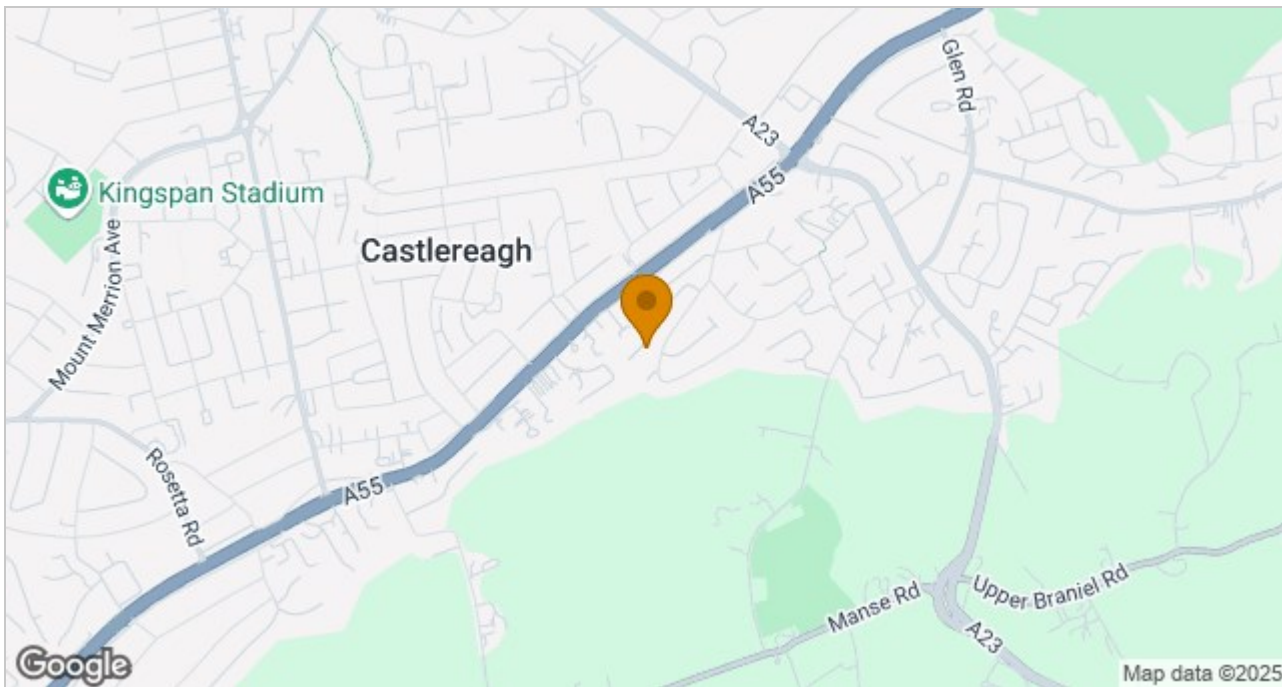 Glen Rd
A23
A55
Kingspan Stadium
Castlereagh
Mount Merrion Ave
Rosetta Rd
A55
Manse Rd
Upper Braniel Rd
A23
Google
Map data ©2025